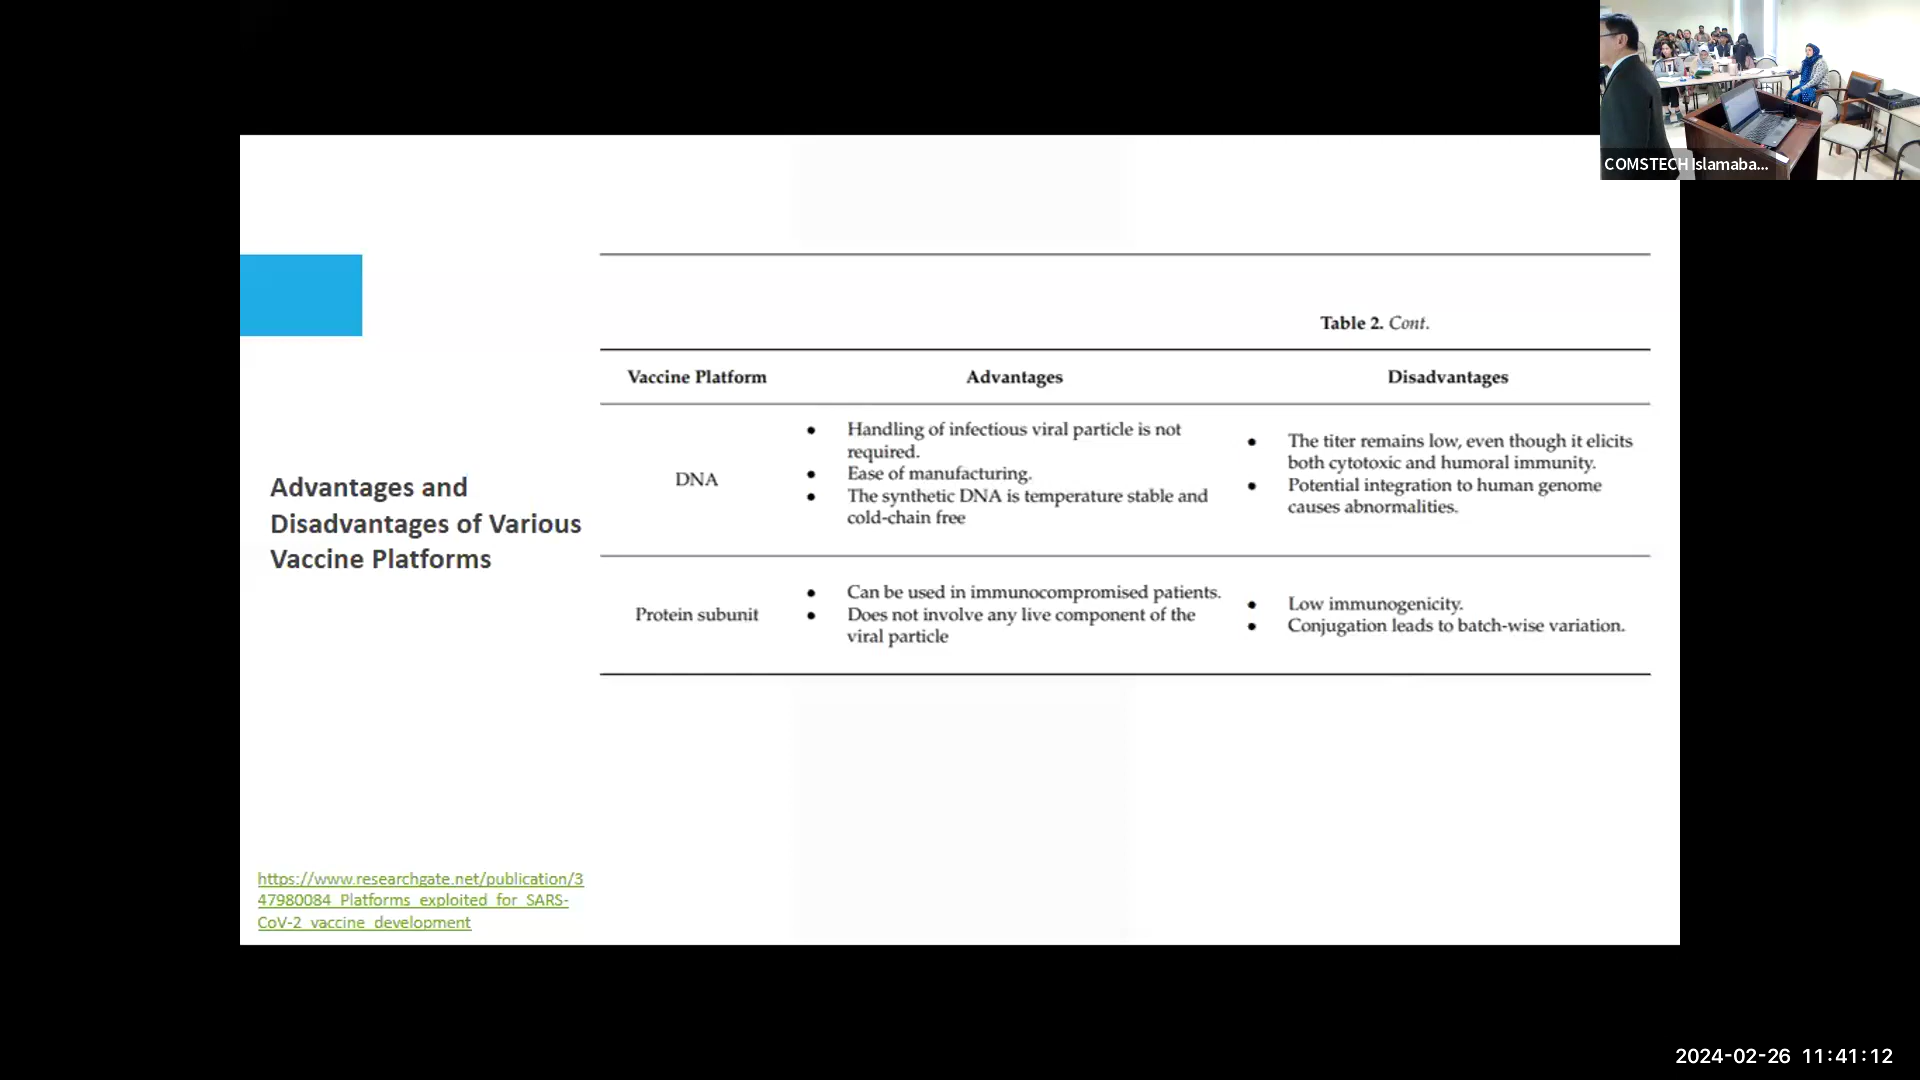 COMSTECH Islamaba...
Table 2. Cont.
Vaccine Platform
Advantages
Disadvantages
DNA
Handling of infectious viral particle is not
required.
Ease of manufacturing.
The synthetic DNA is temperature stable and
cold-chain free
The titer remains low, even though it elicits
both cytotoxic and humoral immunity.
Potential integration to human genome
causes abnormalities.
Protein subunit
Can be used in immunocompromised patients.
Does not involve any live component of the
viral particle
Low immunogenicity.
Conjugation leads to batch-wise variation.
Advantages and
Disadvantages of Various
Vaccine Platforms
https://www.researchgate.net/publication/3
47980084_Platforms_exploited_for_SARS-
CoV-2_vaccine_development
2024-02-26 11:41:12